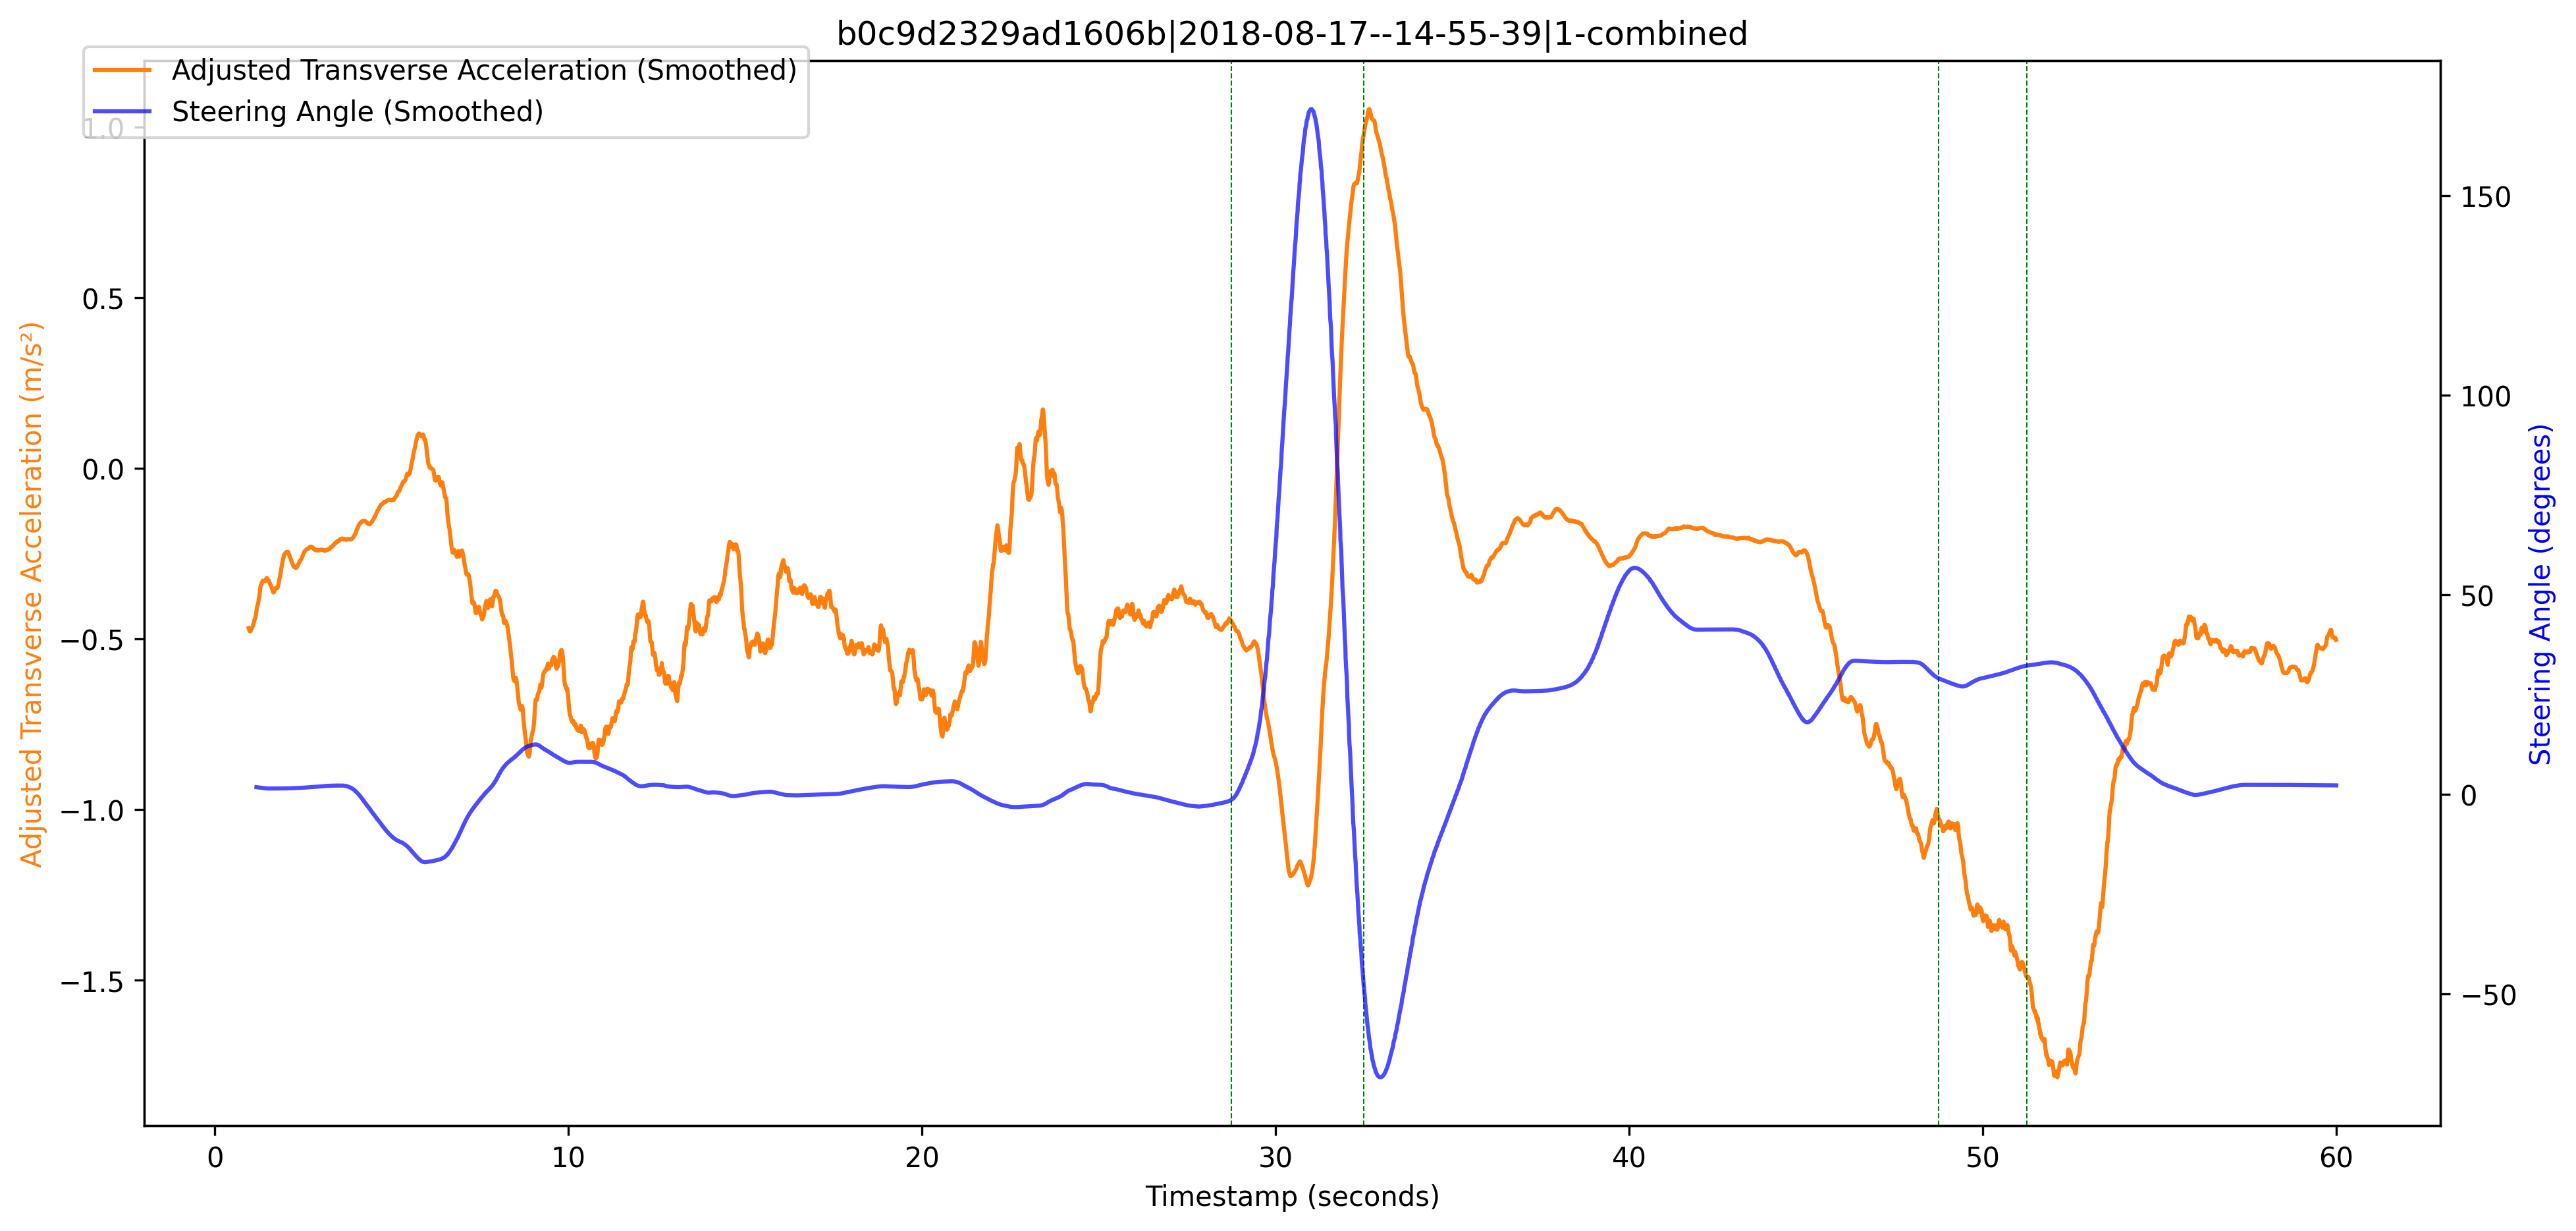 b0c9d2329ad1606b|2018-08-17--14-55-39|1-combined
Adjusted Transverse Acceleration (Smoothed)
Steering Angle (Smoothed)
1.0
0.5
0.0
−0.5
−1.0
−1.5
Adjusted Transverse Acceleration (m/s²)
150
100
50
0
−50
Steering Angle (degrees)
0 10 20 30 40 50 60
Timestamp (seconds)